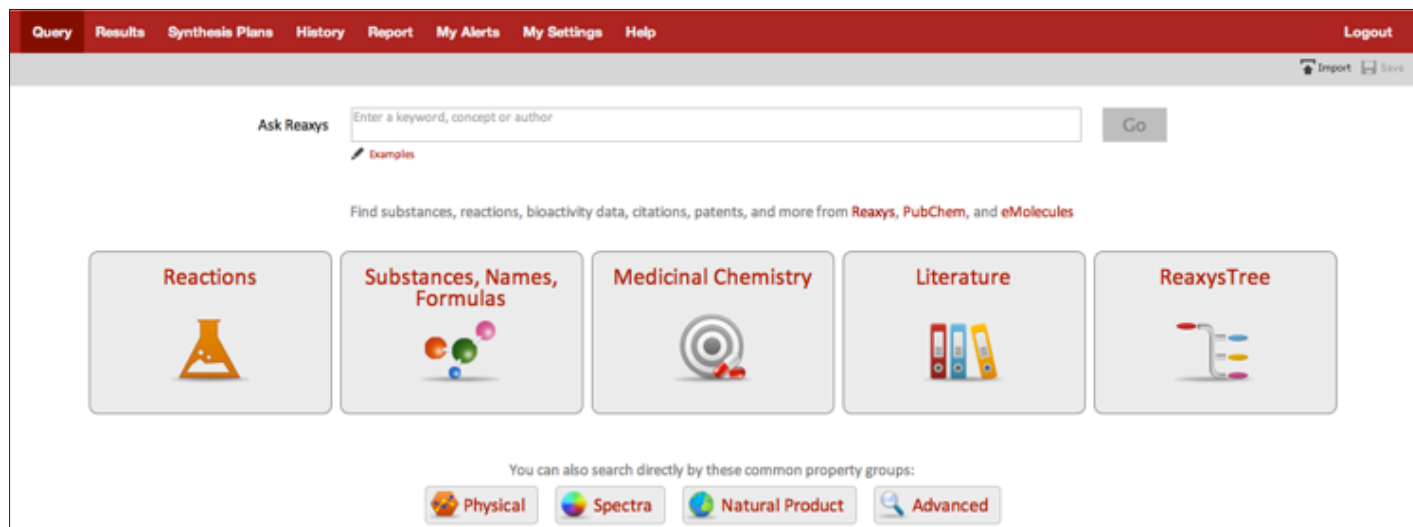 Query Results Synthesis Plans History Report My Alerts My Settings Help Logout
Import Save
Ask Reaxys Enter a keyword, concept or author Go
Examples
Find substances, reactions, bioactivity data, citations, patents, and more from Reaxys, PubChem, and eMolecules
Reactions
Substances, Names,
Formulas
Medicinal Chemistry
Literature
ReaxysTree
You can also search directly by these common property groups:
Physical Spectra Natural Product Advanced